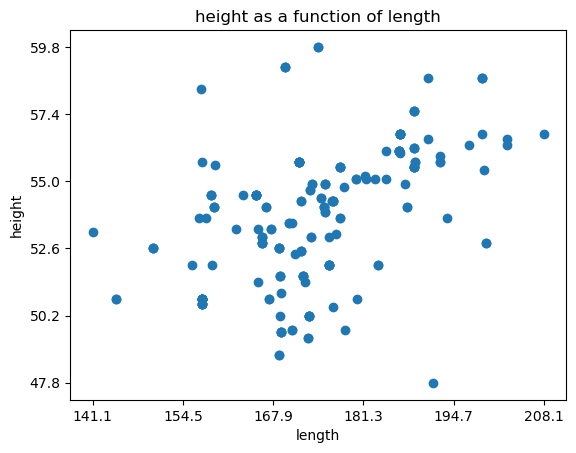 height as a function of length
59.8
57.4
55.0
52.6
50.2
47.8
height
141.1 154.5 167.9 181.3 194.7 208.1
length